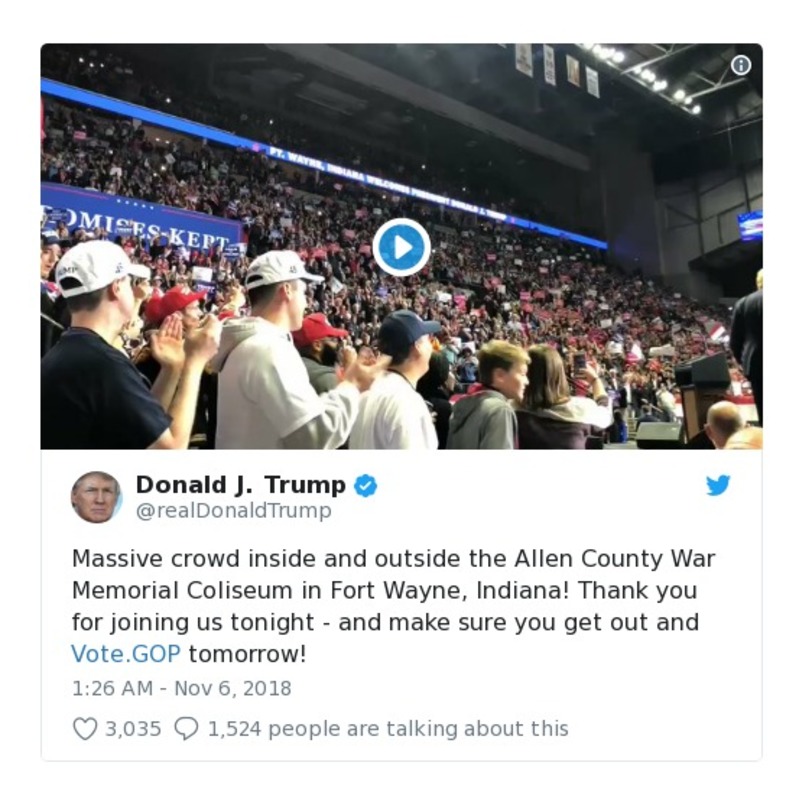 FT. WAYNE, INDIANA WELCOMES PRESIDENT DONALD J. TRUMP
OMISES KEPT
Donald J. Trump
@realDonaldTrump
Massive crowd inside and outside the Allen County War
Memorial Coliseum in Fort Wayne, Indiana! Thank you
for joining us tonight - and make sure you get out and
Vote.GOP tomorrow!
1:26 AM - Nov 6, 2018
3,035 1,524 people are talking about this